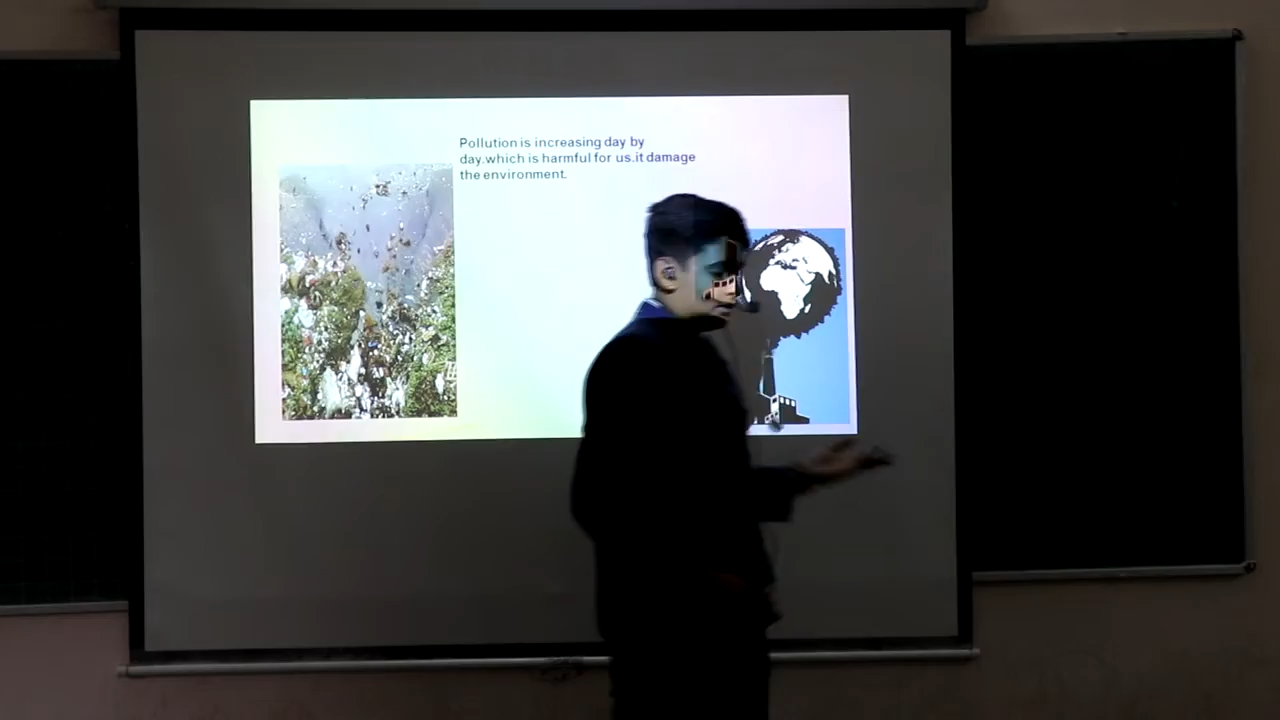 Pollution is increasing day by
day.which is harmful for us.it damage
the environment.